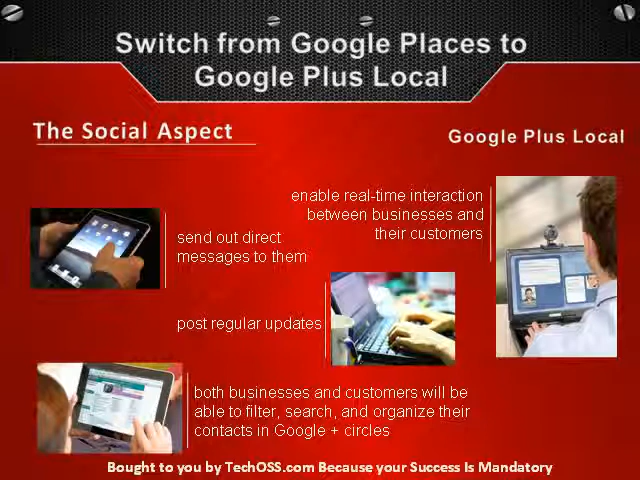 Switch from Google Places to
Google Plus Local
The Social Aspect
Google Plus Local
enable real-time interaction
between businesses and
their customers
send out direct
messages to them
post regular updates
both businesses and customers will be
able to filter, search, and organize their
contacts in Google + circles
Brought to you by TechOSS.com Because your Success Is Mandatory